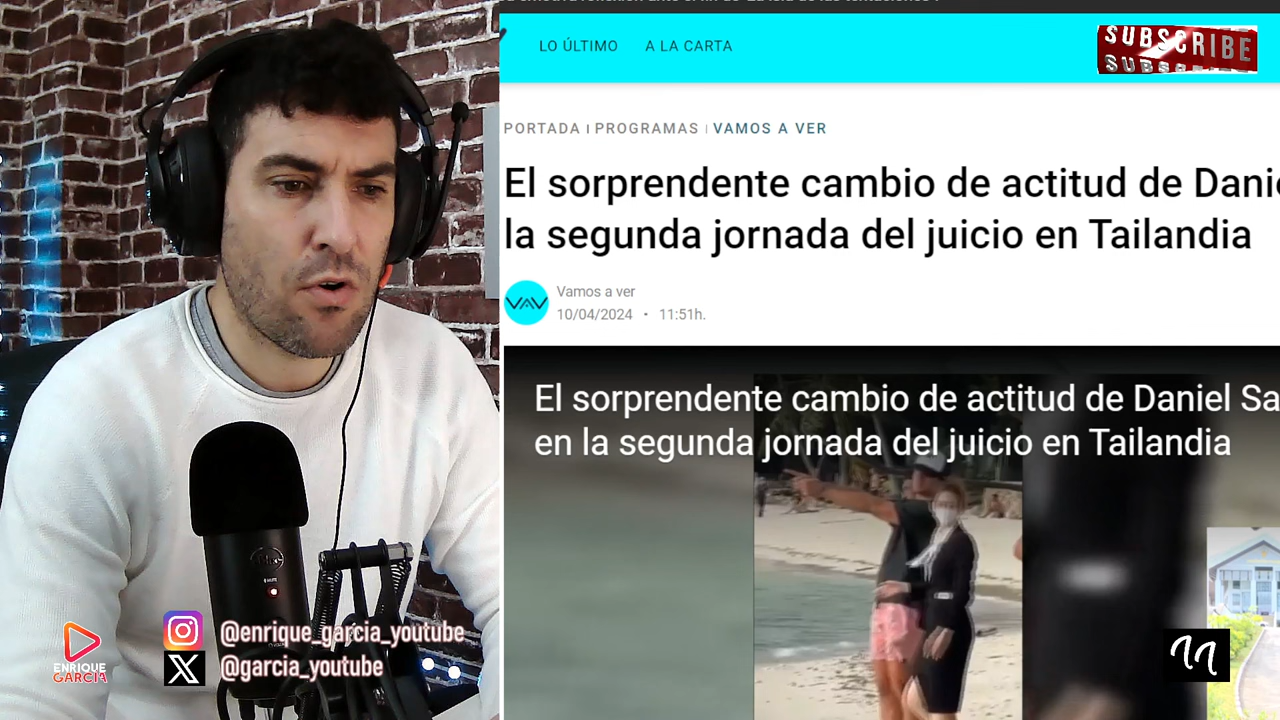 LO ÚLTIMO A LA CARTA
SUBSCRIBE
PORTADA | PROGRAMAS | VAMOS A VER
El sorprendente cambio de actitud de Danie
la segunda jornada del juicio en Tailandia
VAV
Vamos a ver
10/04/2024 • 11:51h.
El sorprendente cambio de actitud de Daniel Sa
en la segunda jornada del juicio en Tailandia
@enrique_garcia_youtube
@garcia_youtube
ENRIQUE
GARCIA